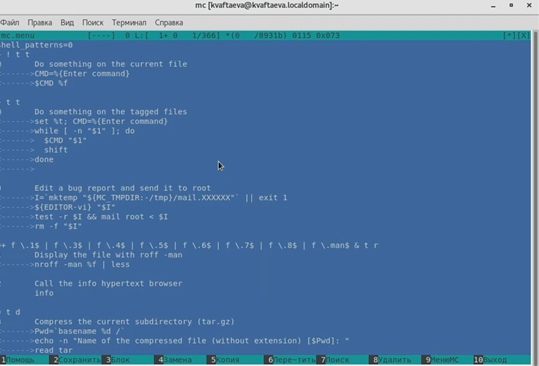 mc [kvaftaeva@kvaftaeva.localdomain]:~
Файл Правка Вид Поиск Терминал Справка
mc.menu [----] 0 L:[ 1+ 0 1/366] *(0 /8931b) 0115 0x073 [*][X]
shell_patterns=0
! t t
Do something on the current file
------>CMD=%{Enter command}
------>$CMD %f
t t
Do something on the tagged files
------>set %t; CMD=%{Enter command}
------>while [ -n "$1" ]; do
------> $CMD "$1"
------> shift
------>done
------>
Edit a bug report and send it to root
------>I=`mktemp "${MC_TMPDIR:-/tmp}/mail.XXXXXX"` || exit 1
------>${EDITOR-vi} "$I"
------>test -r $I && mail root < $I
------>rm -f "$I"
=+ f \.1$ | f \.3$ | f \.4$ | f \.5$ | f \.6$ | f \.7$ | f \.8$ | f \.man$ & t r
Display the file with roff -man
------>nroff -man %f | less
Call the info hypertext browser
info
t d
Compress the current subdirectory (tar.gz)
------>Pwd=`basename %d /`
------>echo -n "Name of the compressed file (without extension) [$Pwd]: "
------>read tar
1Помощь 2Сохранить 3Блок 4Замена 5Копия 6Пере~тить 7Поиск 8Удалить 9МенюМС 10Выход